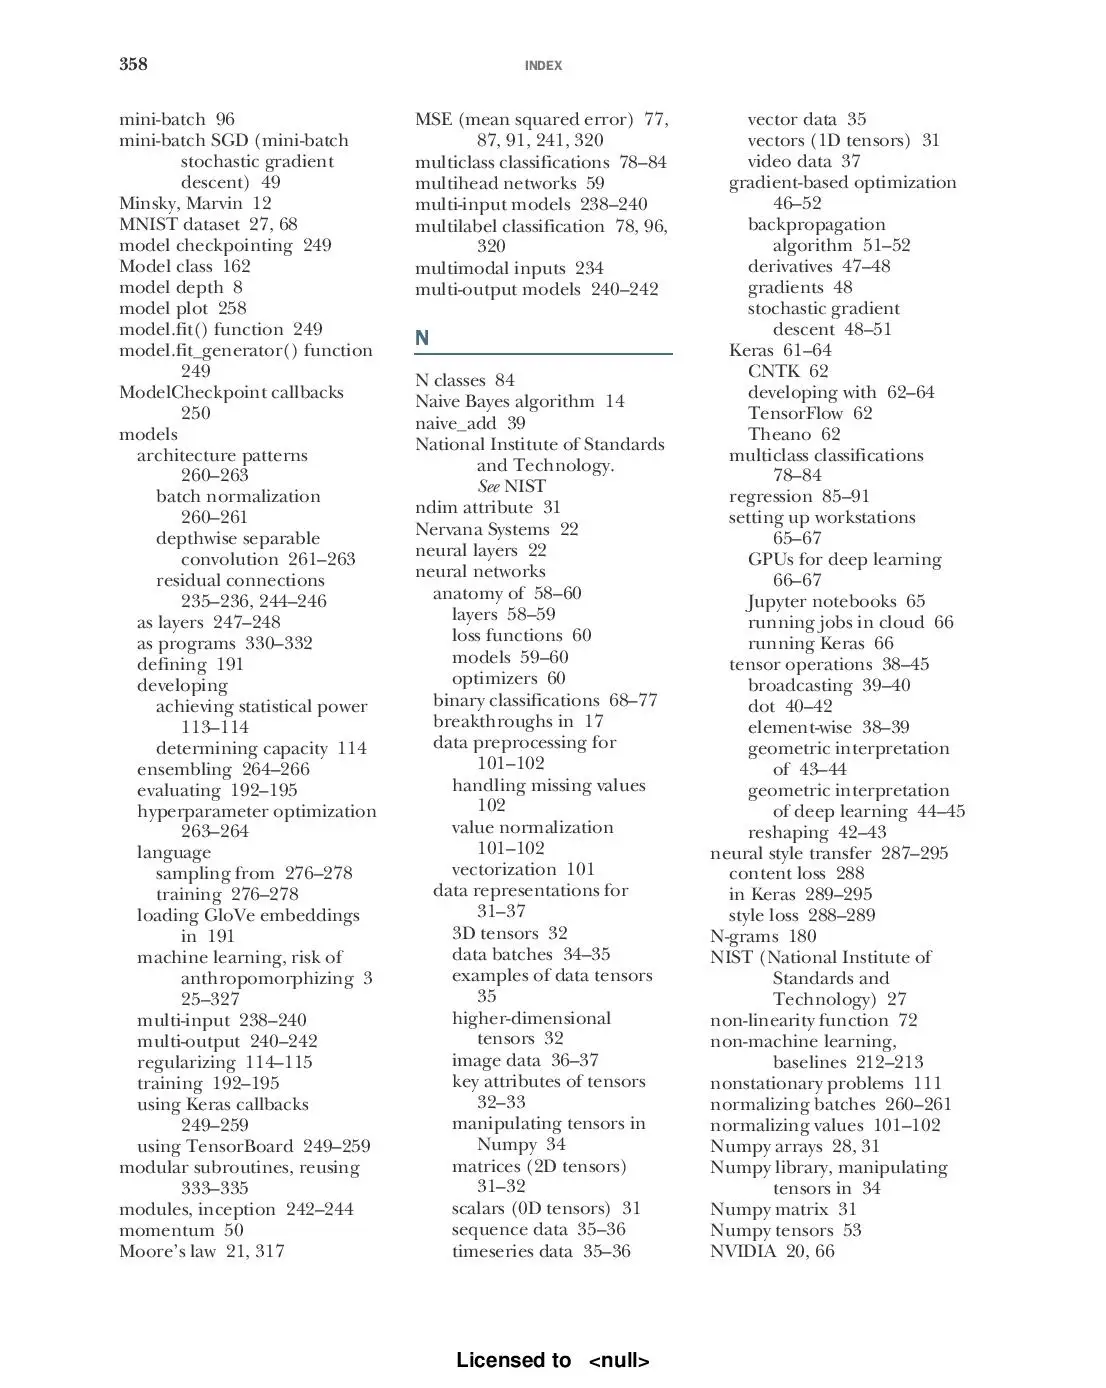 358
INDEX
mini-batch 96
mini-batch SGD (mini-batch
stochastic gradient
descent) 49
Minsky, Marvin 12
MNIST dataset 27, 68
model checkpointing 249
Model class 162
model depth 8
model plot 258
model.fit() function 249
model.fit_generator() function
249
ModelCheckpoint callbacks
250
models
architecture patterns
260–263
batch normalization
260–261
depthwise separable
convolution 261–263
residual connections
235–236, 244–246
as layers 247–248
as programs 330–332
defining 191
developing
achieving statistical power
113–114
determining capacity 114
ensembling 264–266
evaluating 192–195
hyperparameter optimization
263–264
language
sampling from 276–278
training 276–278
loading GloVe embeddings
in 191
machine learning, risk of
anthropomorphizing 3
25–327
multi-input 238–240
multi-output 240–242
regularizing 114–115
training 192–195
using Keras callbacks
249–259
using TensorBoard 249–259
modular subroutines, reusing
333–335
modules, inception 242–244
momentum 50
Moore's law 21, 317
MSE (mean squared error) 77,
87, 91, 241, 320
multiclass classifications 78–84
multihead networks 59
multi-input models 238–240
multilabel classification 78, 96,
320
multimodal inputs 234
multi-output models 240–242
N
N classes 84
Naive Bayes algorithm 14
naive_add 39
National Institute of Standards
and Technology.
See NIST
ndim attribute 31
Nervana Systems 22
neural layers 22
neural networks
anatomy of 58–60
layers 58–59
loss functions 60
models 59–60
optimizers 60
binary classifications 68–77
breakthroughs in 17
data preprocessing for
101–102
handling missing values
102
value normalization
101–102
vectorization 101
data representations for
31–37
3D tensors 32
data batches 34–35
examples of data tensors
35
higher-dimensional
tensors 32
image data 36–37
key attributes of tensors
32–33
manipulating tensors in
Numpy 34
matrices (2D tensors)
31–32
scalars (0D tensors) 31
sequence data 35–36
timeseries data 35–36
vector data 35
vectors (1D tensors) 31
video data 37
gradient-based optimization
46–52
backpropagation
algorithm 51–52
derivatives 47–48
gradients 48
stochastic gradient
descent 48–51
Keras 61–64
CNTK 62
developing with 62–64
TensorFlow 62
Theano 62
multiclass classifications
78–84
regression 85–91
setting up workstations
65–67
GPUs for deep learning
66–67
Jupyter notebooks 65
running jobs in cloud 66
running Keras 66
tensor operations 38–45
broadcasting 39–40
dot 40–42
element-wise 38–39
geometric interpretation
of 43–44
geometric interpretation
of deep learning 44–45
reshaping 42–43
neural style transfer 287–295
content loss 288
in Keras 289–295
style loss 288–289
N-grams 180
NIST (National Institute of
Standards and
Technology) 27
non-linearity function 72
non-machine learning,
baselines 212–213
nonstationary problems 111
normalizing batches 260–261
normalizing values 101–102
Numpy arrays 28, 31
Numpy library, manipulating
tensors in 34
Numpy matrix 31
Numpy tensors 53
NVIDIA 20, 66
Licensed to <null>